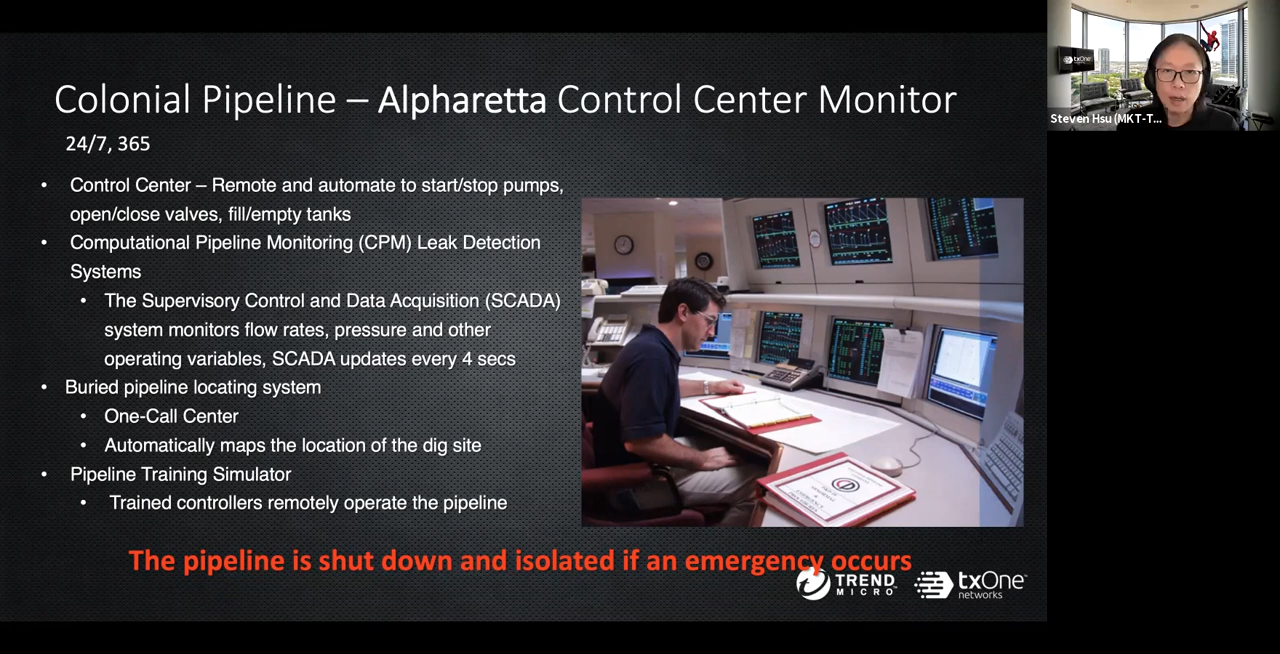 Colonial Pipeline – Alpharetta Control Center Monitor
24/7, 365
• Control Center – Remote and automate to start/stop pumps,
open/close valves, fill/empty tanks
• Computational Pipeline Monitoring (CPM) Leak Detection
Systems
• The Supervisory Control and Data Acquisition (SCADA)
system monitors flow rates, pressure and other
operating variables, SCADA updates every 4 secs
• Buried pipeline locating system
• One-Call Center
• Automatically maps the location of the dig site
• Pipeline Training Simulator
• Trained controllers remotely operate the pipeline
The pipeline is shut down and isolated if an emergency occurs
TREND
MICRO
txOne™
networks
txOne
Steven Hsu (MKT-T...